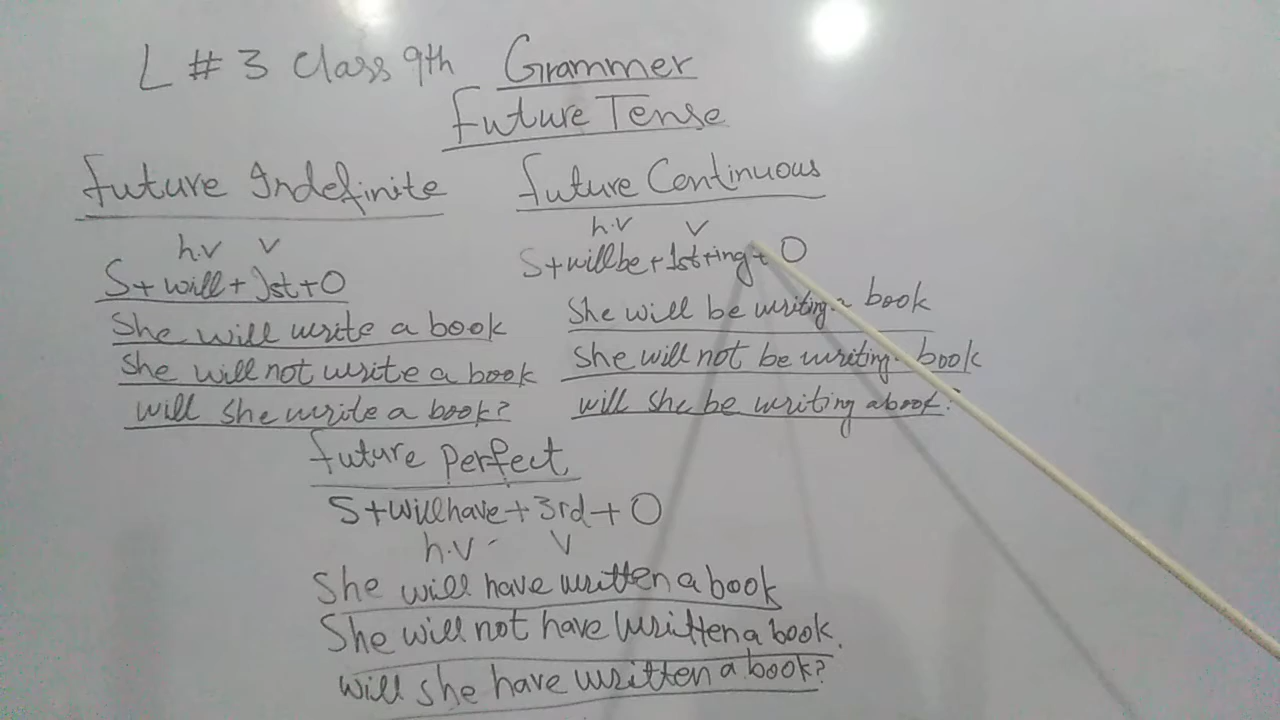 L # 3 Class 9th Grammer
Future Tense
Future Indefinite
h.v v
S+ will + 1st + O
She will write a book
She will not write a book
will she write a book?
Future Continuous
h.v v
S+will be + 1st + ing + O
She will be writing a book
She will not be writing a book
will she be writing a book?
Future perfect
S+will have + 3rd + O
h.v v
She will have written a book
She will not have written a book.
will she have written a book?